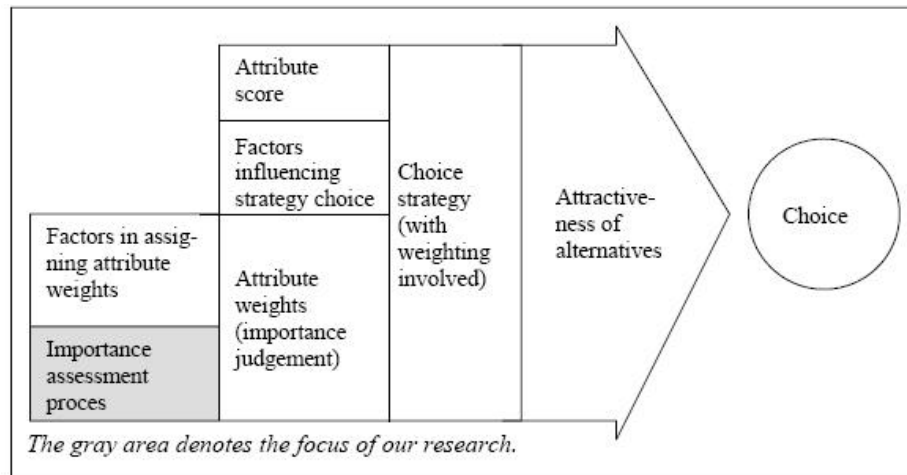 Attribute
score
Factors
influencing
strategy choice
Factors in assig-
ning attribute
weights
Attribute
weights
(importance
judgement)
Importance
assessment
proces
Choice
strategy
(with
weighting
involved)
Attractive-
ness of
alternatives
Choice
The gray area denotes the focus of our research.